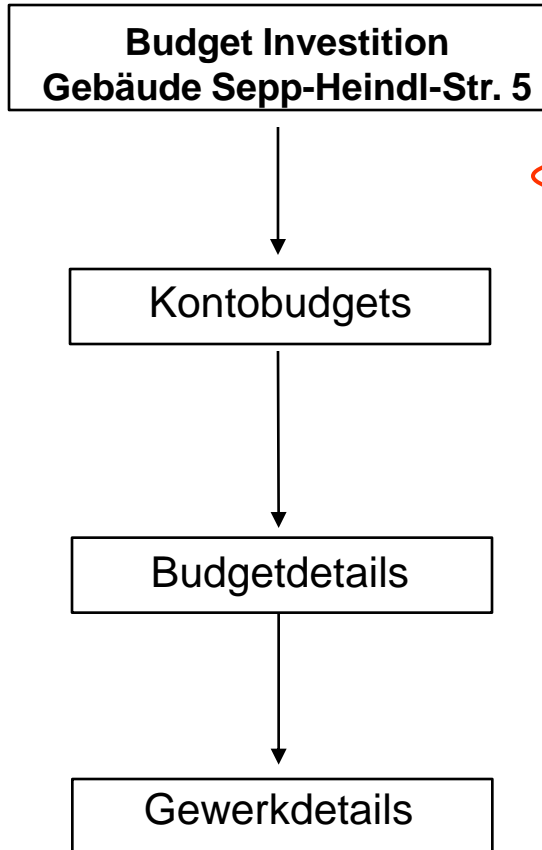 Budget Investition
Gebäude Sepp-Heindl-Str. 5
Kontobudgets
Budgetdetails
Gewerkdetails